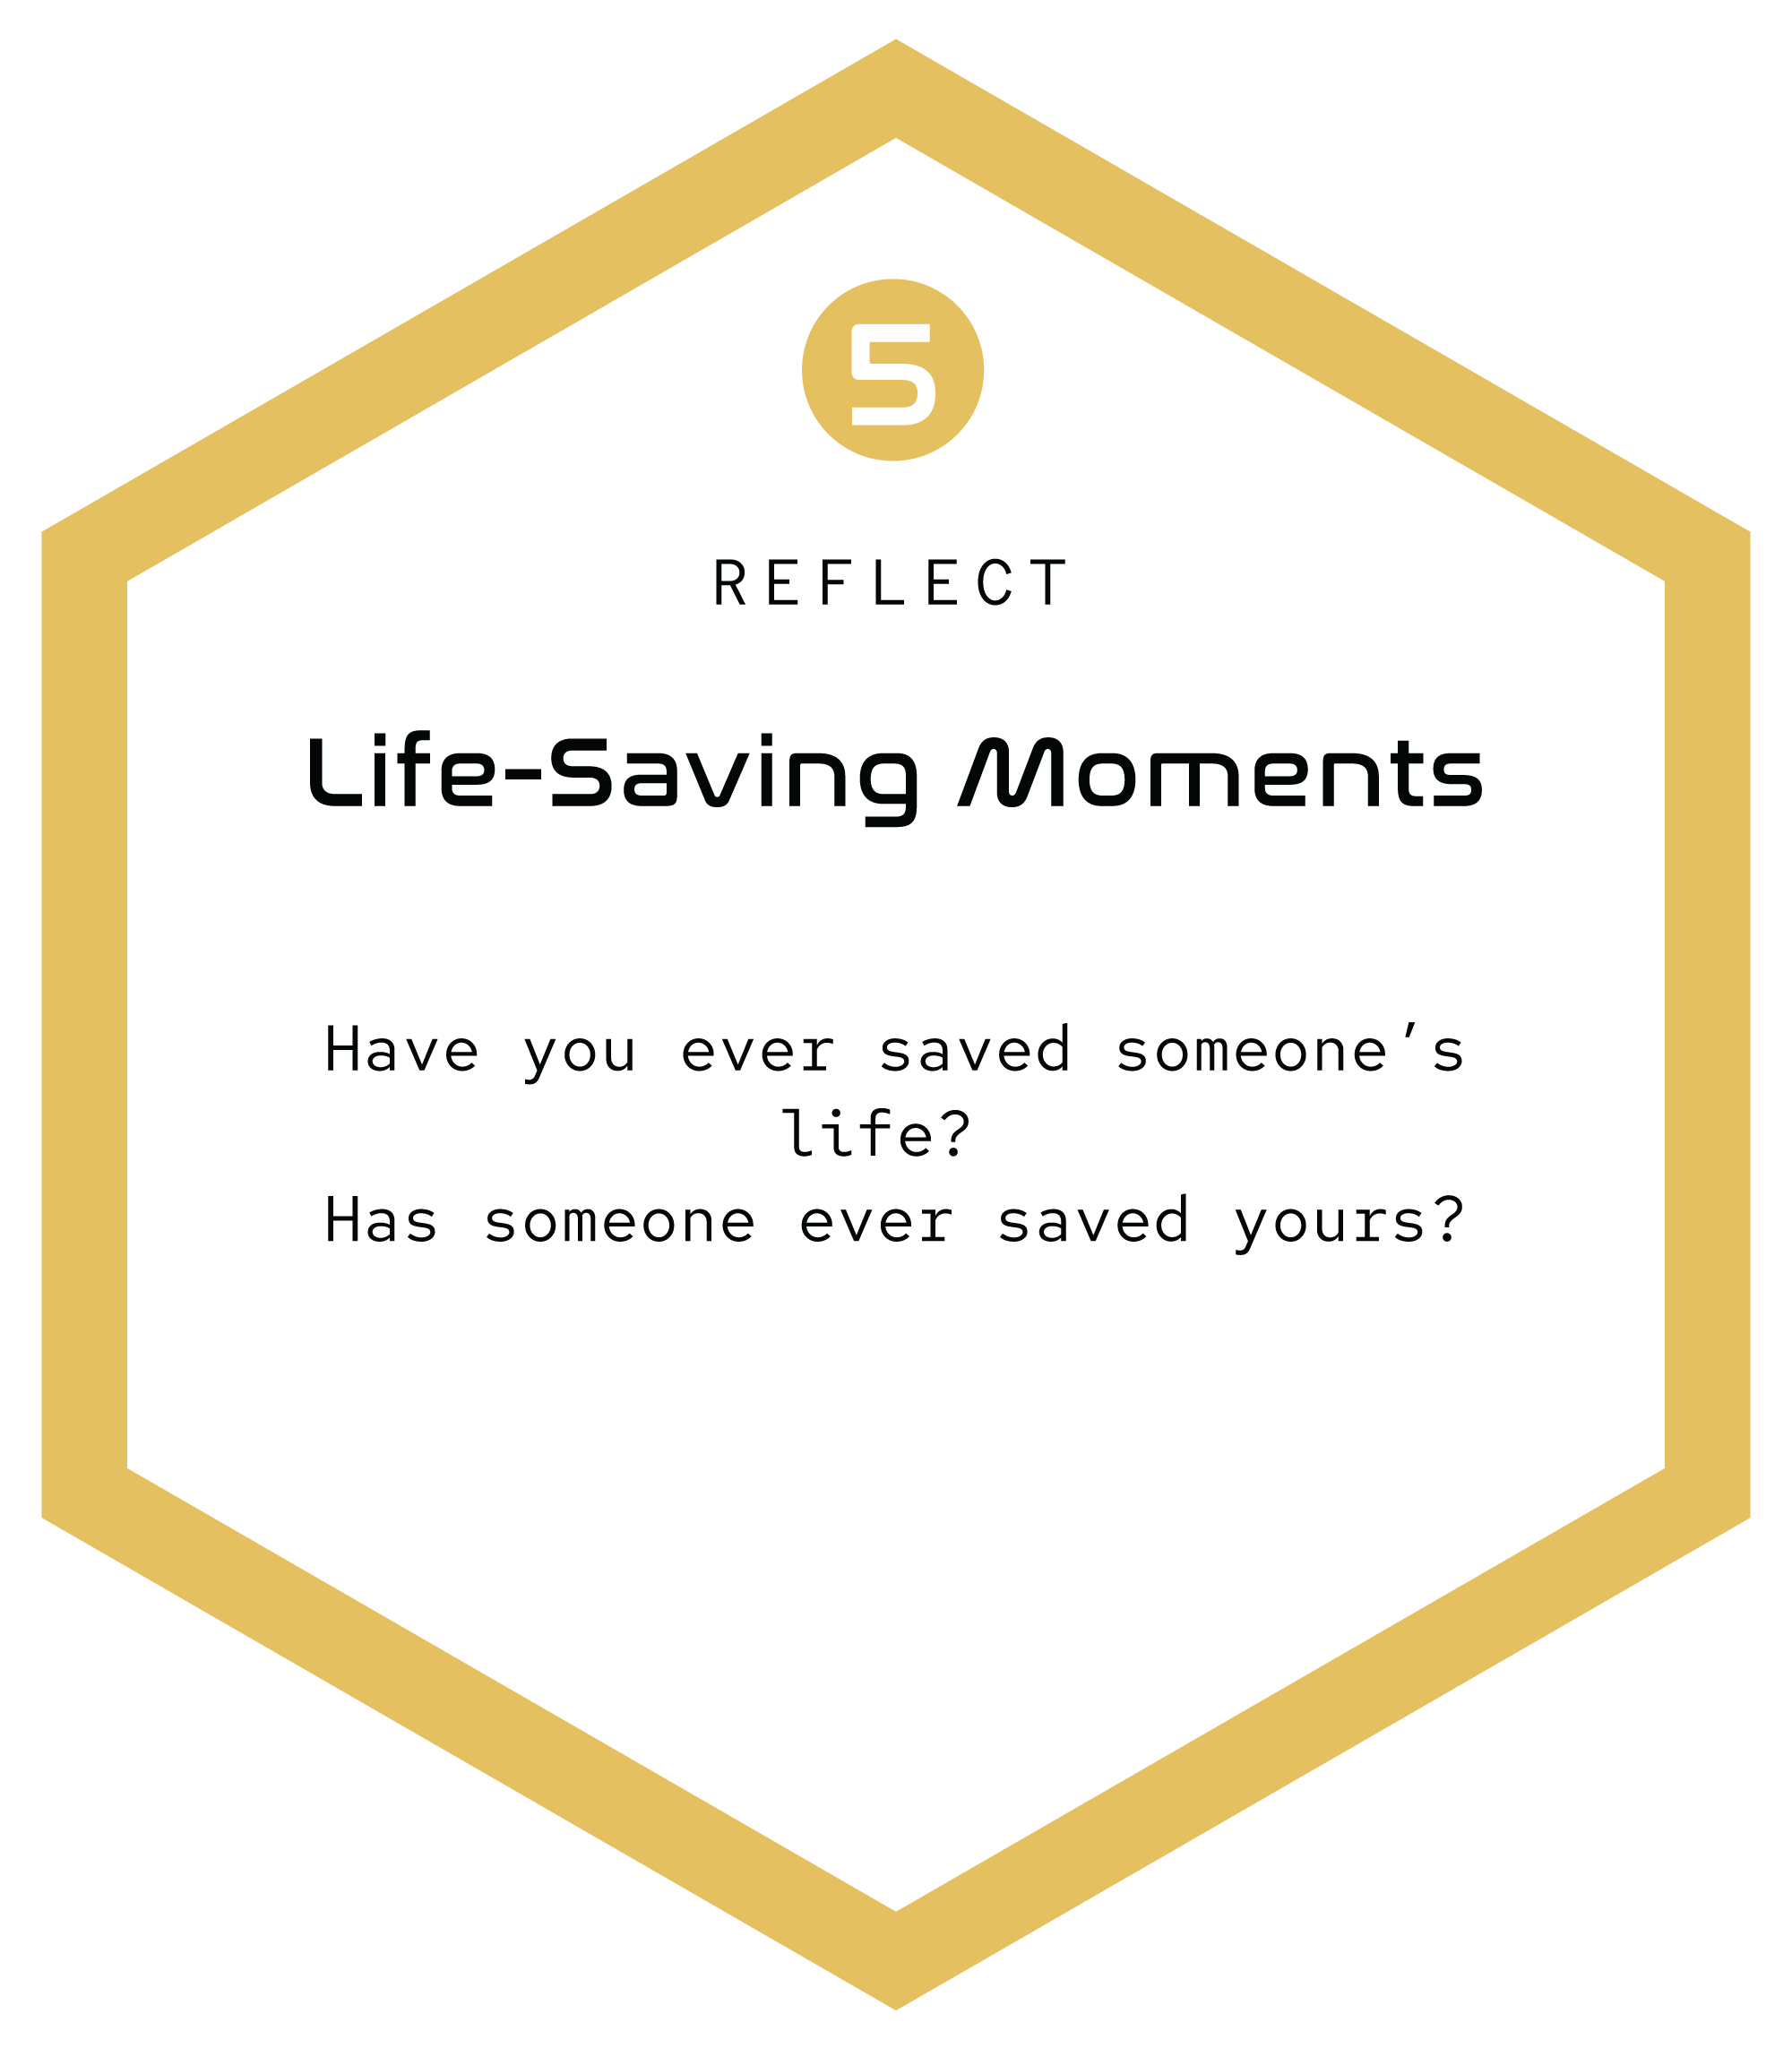 5
REFLECT
Life-Saving Moments
Have you ever saved someone’s
life?
Has someone ever saved yours?